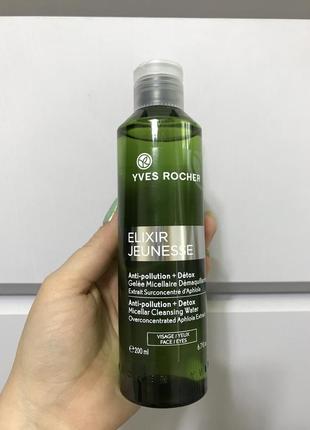 YVES ROCHER
ELIXIR
JEUNESSE
Anti-pollution + Détox
Gelée Micellaire Démaquillante
Extrait Surconcentré d'Aphloia
Anti-pollution + Detox
Micellar Cleansing Water
Overconcentrated Aphloia Extract
VISAGE / YEUX
FACE / EYES
℮200 ml